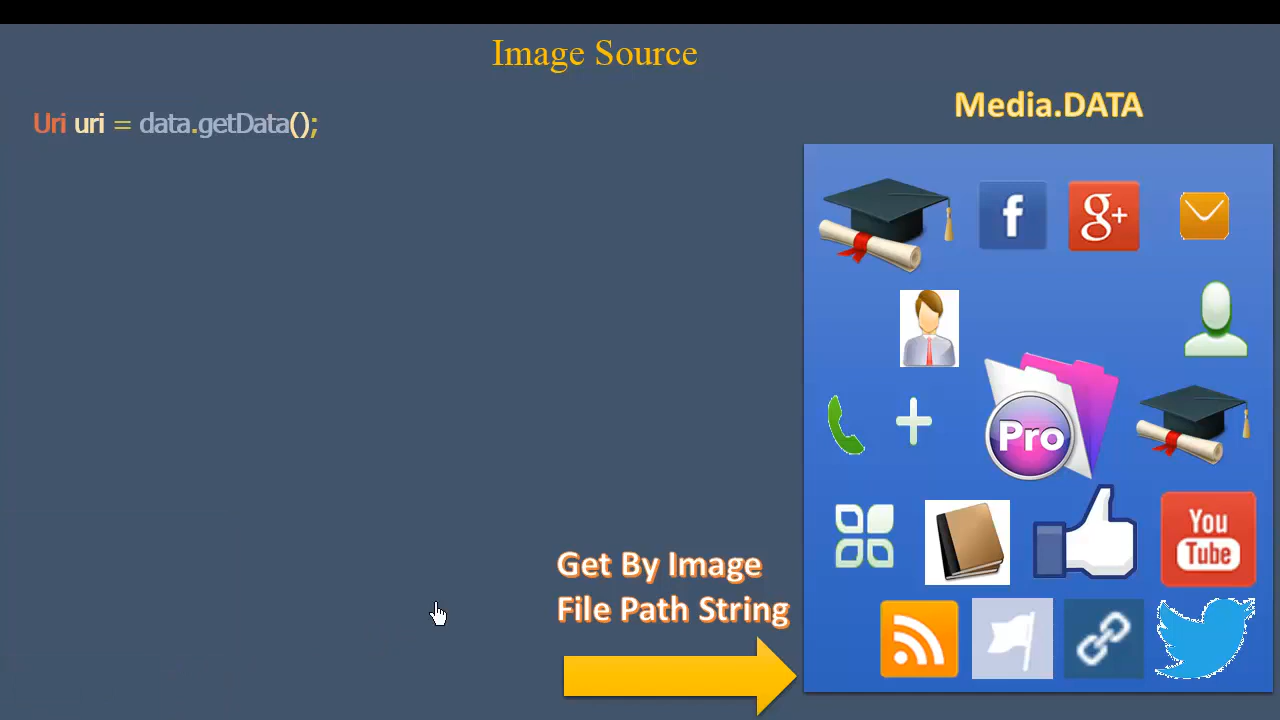 Image Source
Media.DATA
Uri uri = data.getData();
f
g+
Pro
You
Tube
Get By Image
File Path String